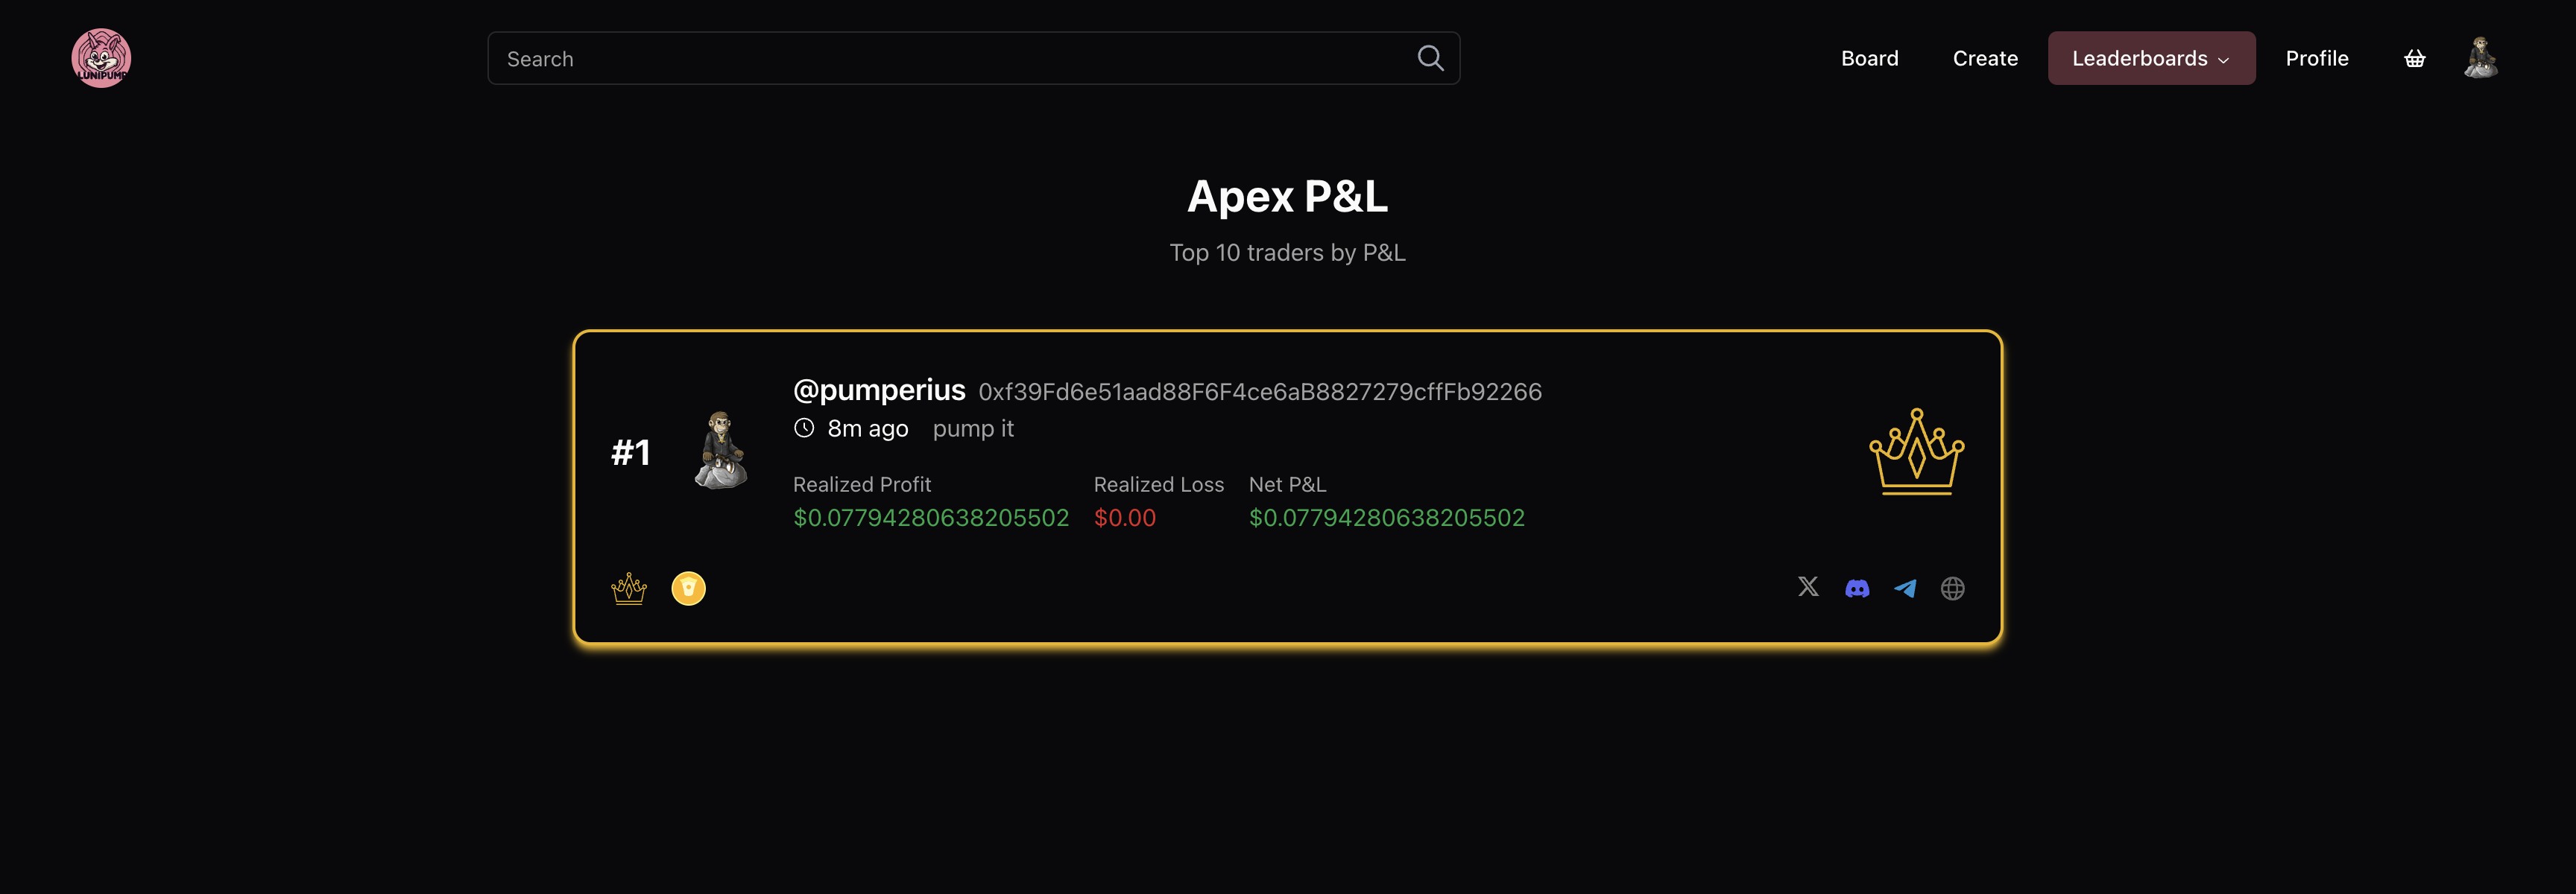 LUNIPUMP
Search
Board
Create
Leaderboards
Profile
Apex P&L
Top 10 traders by P&L
#1
@pumperius 0xf39Fd6e51aad88F6F4ce6aB8827279cffFb92266
8m ago pump it
Realized Profit Realized Loss Net P&L
$0.07794280638205502 $0.00 $0.07794280638205502